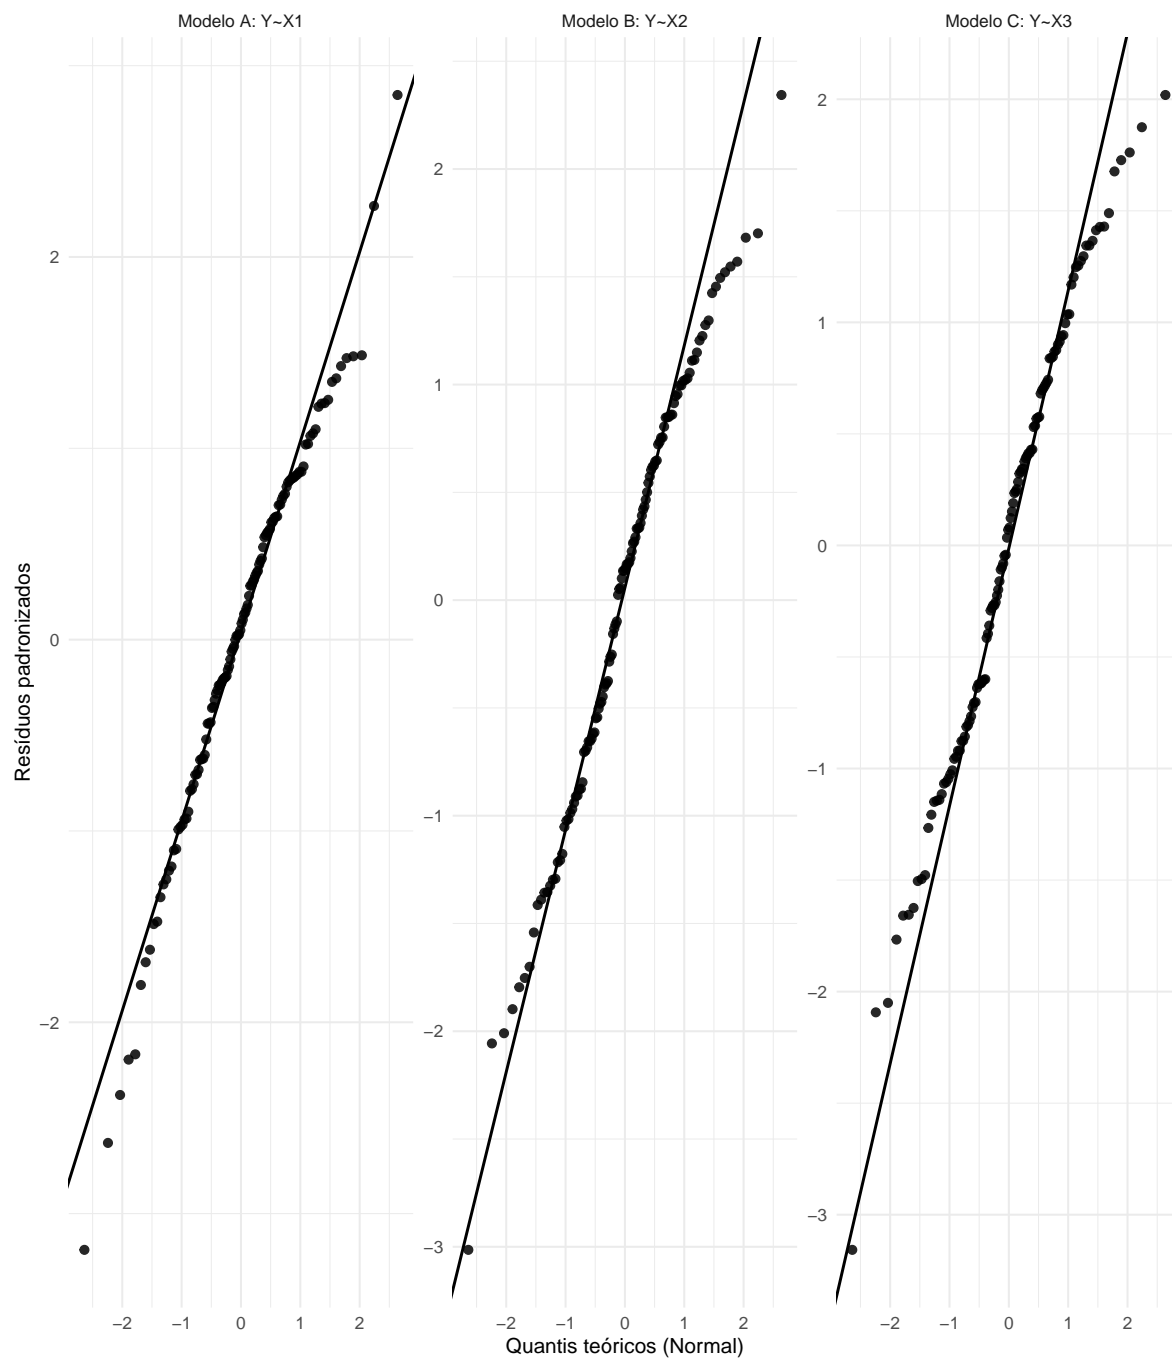 Modelo A: Y~X1
Modelo B: Y~X2
Modelo C: Y~X3
Resíduos padronizados
2
0
−2
2
1
0
−1
−2
−3
2
1
0
−1
−2
−3
−2 −1 0 1 2
−2 −1 0 1 2
−2 −1 0 1 2
Quantis teóricos (Normal)